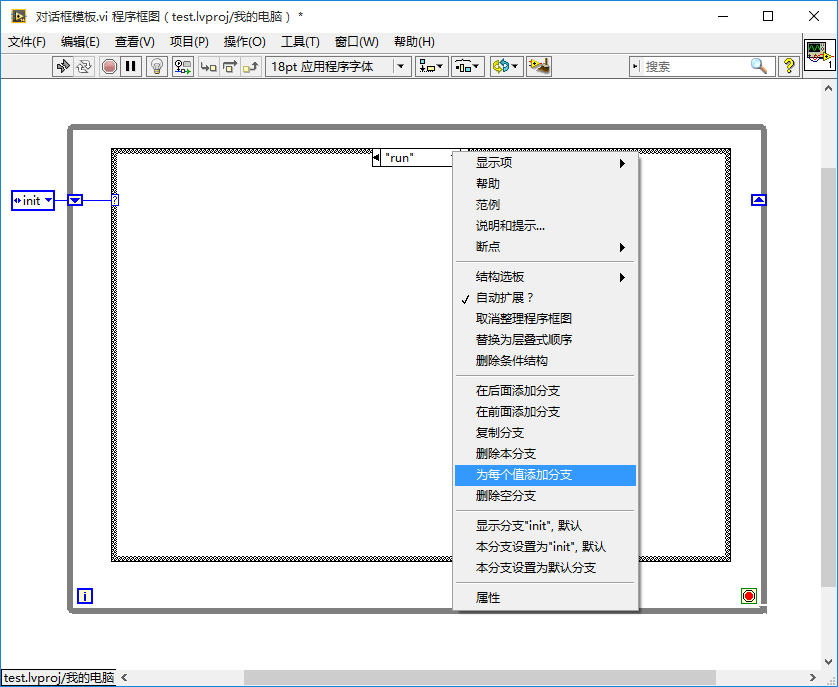 对话框模板.vi 程序框图（test.lvproj/我的电脑） *
文件(F) 编辑(E) 查看(V) 项目(P) 操作(O) 工具(T) 窗口(W) 帮助(H)
18pt 应用程序字体 搜索 ? 1
"run"
init
?
显示项
帮助
范例
说明和提示...
断点
结构选板
自动扩展？
取消整理程序框图
替换为层叠式顺序
删除条件结构
在后面添加分支
在前面添加分支
复制分支
删除本分支
为每个值添加分支
删除空分支
显示分支"init", 默认
本分支设置为"init", 默认
本分支设置为默认分支
属性
i
test.lvproj/我的电脑